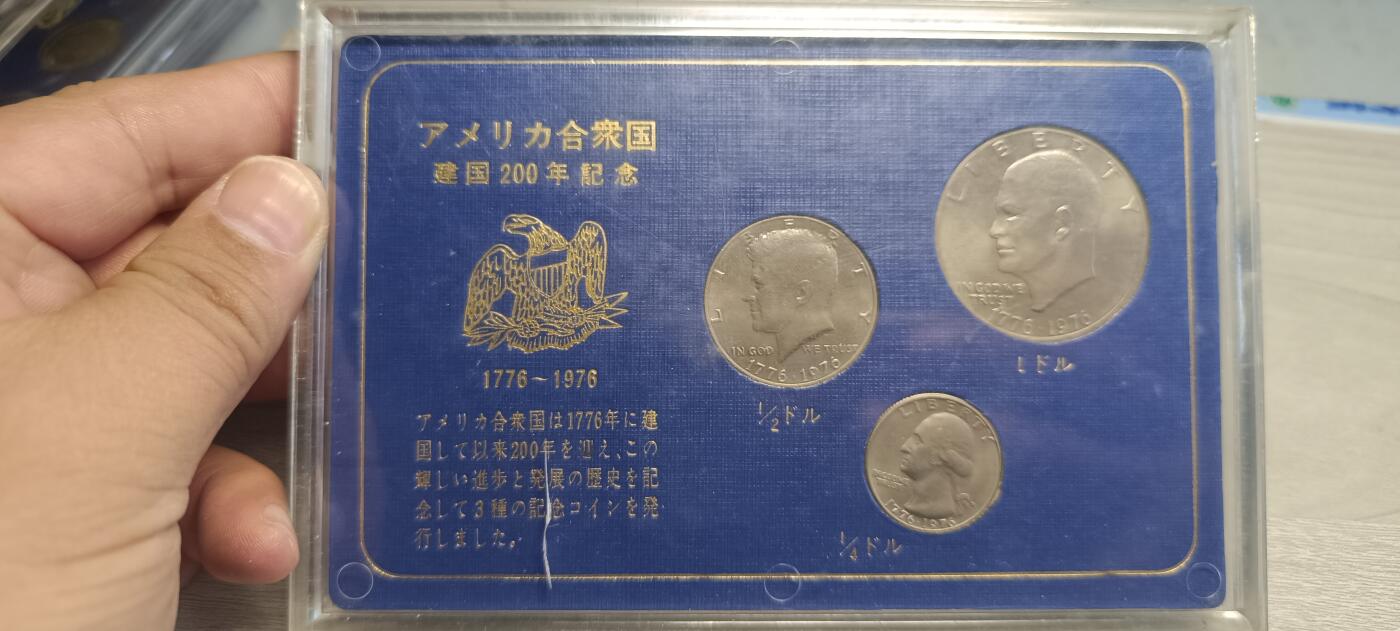 アメリカ合衆国
建国200年記念
1776~1976
アメリカ合衆国は1776年に建
国して以来200年を迎え、この
輝しい進歩と発展の歴史を記
念して3種の記念コインを発
行しました。
LIBERTY
IN GOD WE TRUST
1776·1976
1/2ドル
LIBERTY
IN GOD WE
TRUST
1776·1976
1ドル
LIBERTY
1776·1976
1/4ドル